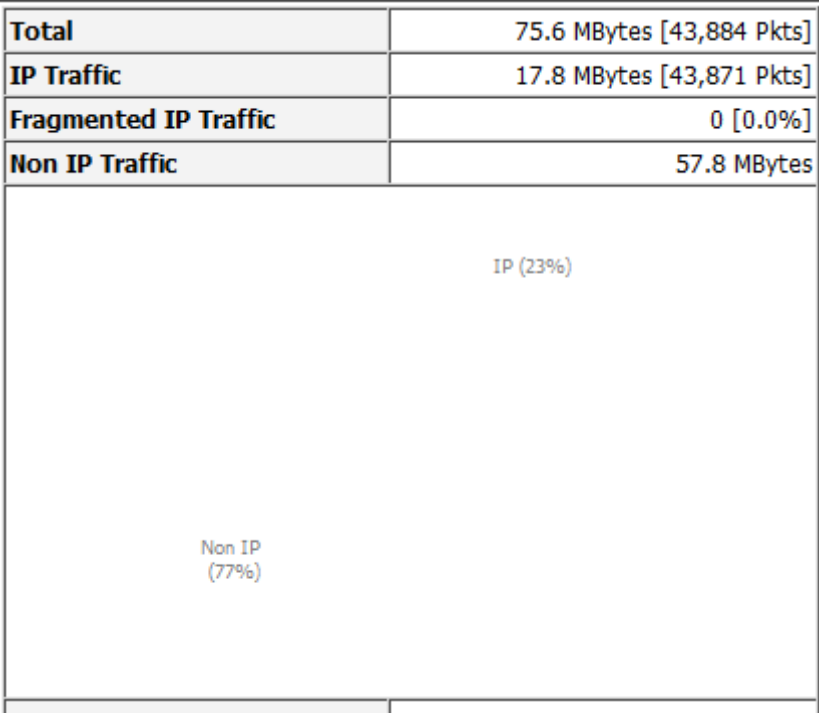 Total 75.6 MBytes [43,884 Pkts]
IP Traffic 17.8 MBytes [43,871 Pkts]
Fragmented IP Traffic 0 [0.0%]
Non IP Traffic 57.8 MBytes
IP (23%)
Non IP
(77%)